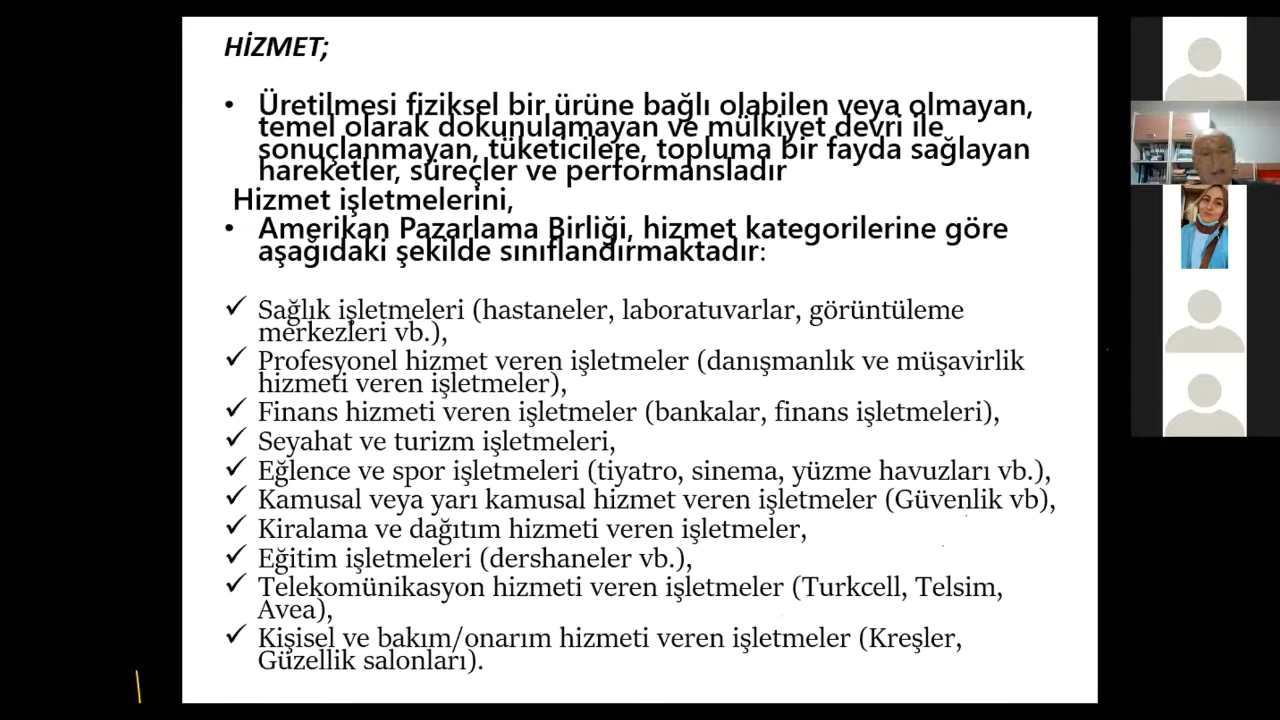 HİZMET;
• Üretilmesi fiziksel bir ürüne bağlı olabilen veya olmayan,
temel olarak dokunulamayan ve mülkiyet devri ile
sonuçlanmayan, tüketicilere, topluma bir fayda sağlayan
hareketler, süreçler ve performansladır
Hizmet işletmelerini,
• Amerikan Pazarlama Birliği, hizmet kategorilerine göre
aşağıdaki şekilde sınıflandırmaktadır:
✓ Sağlık işletmeleri (hastaneler, laboratuvarlar, görüntüleme
merkezleri vb.),
✓ Profesyonel hizmet veren işletmeler (danışmanlık ve müşavirlik
hizmeti veren işletmeler),
✓ Finans hizmeti veren işletmeler (bankalar, finans işletmeleri),
✓ Seyahat ve turizm işletmeleri,
✓ Eğlence ve spor işletmeleri (tiyatro, sinema, yüzme havuzları vb.),
✓ Kamusal veya yarı kamusal hizmet veren işletmeler (Güvenlik vb),
✓ Kiralama ve dağıtım hizmeti veren işletmeler,
✓ Eğitim işletmeleri (dershaneler vb.),
✓ Telekomünikasyon hizmeti veren işletmeler (Turkcell, Telsim,
Avea),
✓ Kişisel ve bakım/onarım hizmeti veren işletmeler (Kreşler,
Güzellik salonları).